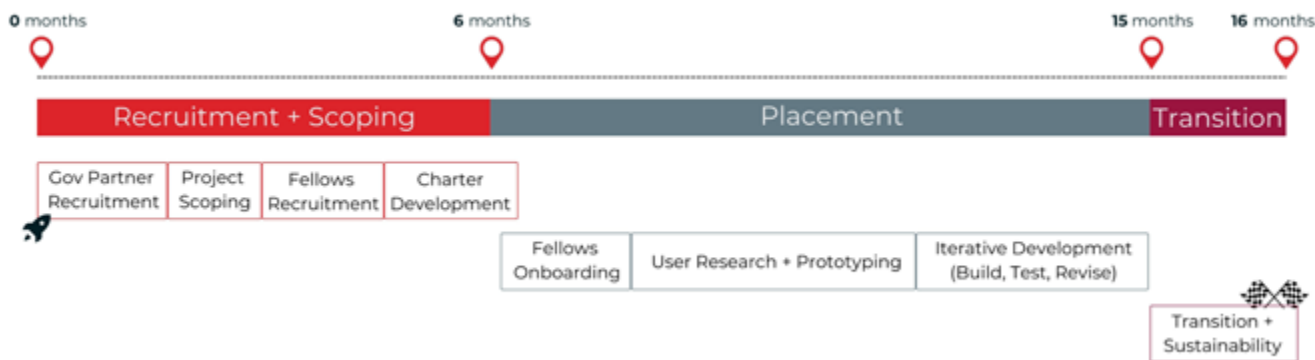 0 months
6 months
15 months
16 months
Recruitment + Scoping
Placement
Transition
Gov Partner
Recruitment
Project
Scoping
Fellows
Recruitment
Charter
Development
Fellows
Onboarding
User Research + Prototyping
Iterative Development
(Build, Test, Revise)
Transition +
Sustainability